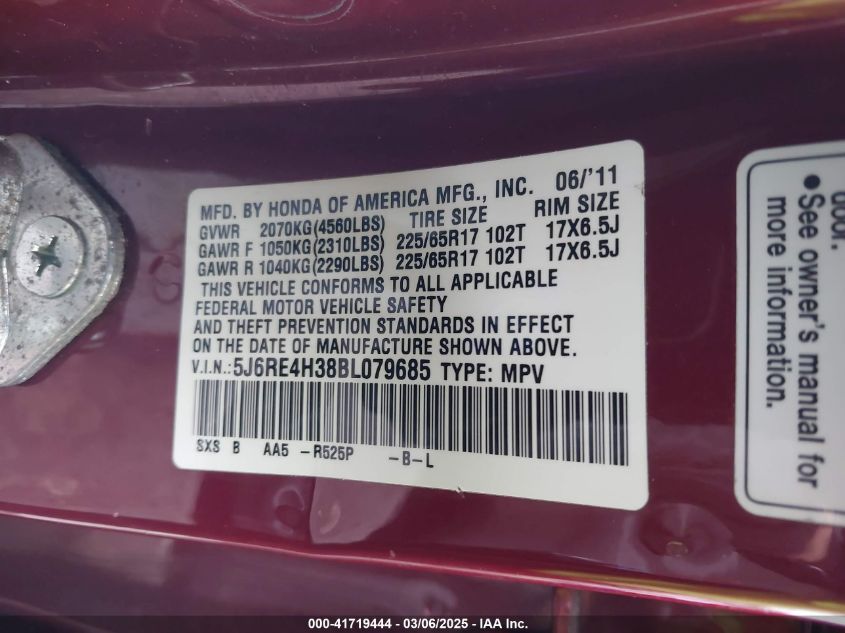 MFD. BY HONDA OF AMERICA MFG., INC. 06/'11
GVWR 2070KG(4560LBS) TIRE SIZE RIM SIZE
GAWR F 1050KG(2310LBS) 225/65R17 102T 17X6.5J
GAWR R 1040KG(2290LBS) 225/65R17 102T 17X6.5J
THIS VEHICLE CONFORMS TO ALL APPLICABLE
FEDERAL MOTOR VEHICLE SAFETY
AND THEFT PREVENTION STANDARDS IN EFFECT
ON THE DATE OF MANUFACTURE SHOWN ABOVE.
V.I.N.:5J6RE4H38BL079685 TYPE: MPV
SXS B AA5 -R525P -B-L
door.
●See owner's manual for
more information.
000-41719444 - 03/06/2025 - IAA Inc.